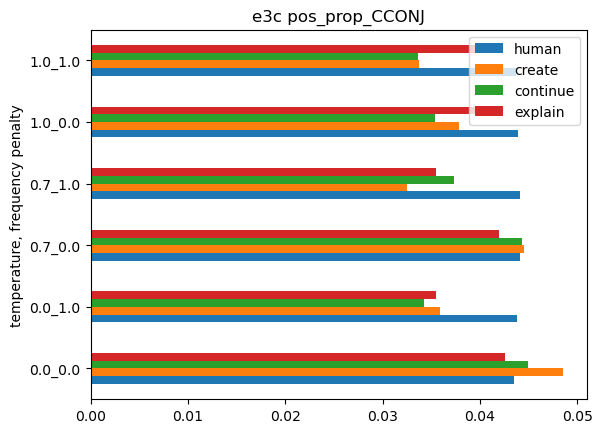 e3c pos_prop_CCONJ
human
create
continue
explain
temperature, frequency penalty
1.0_1.0
1.0_0.0
0.7_1.0
0.7_0.0
0.0_1.0
0.0_0.0
0.00 0.01 0.02 0.03 0.04 0.05